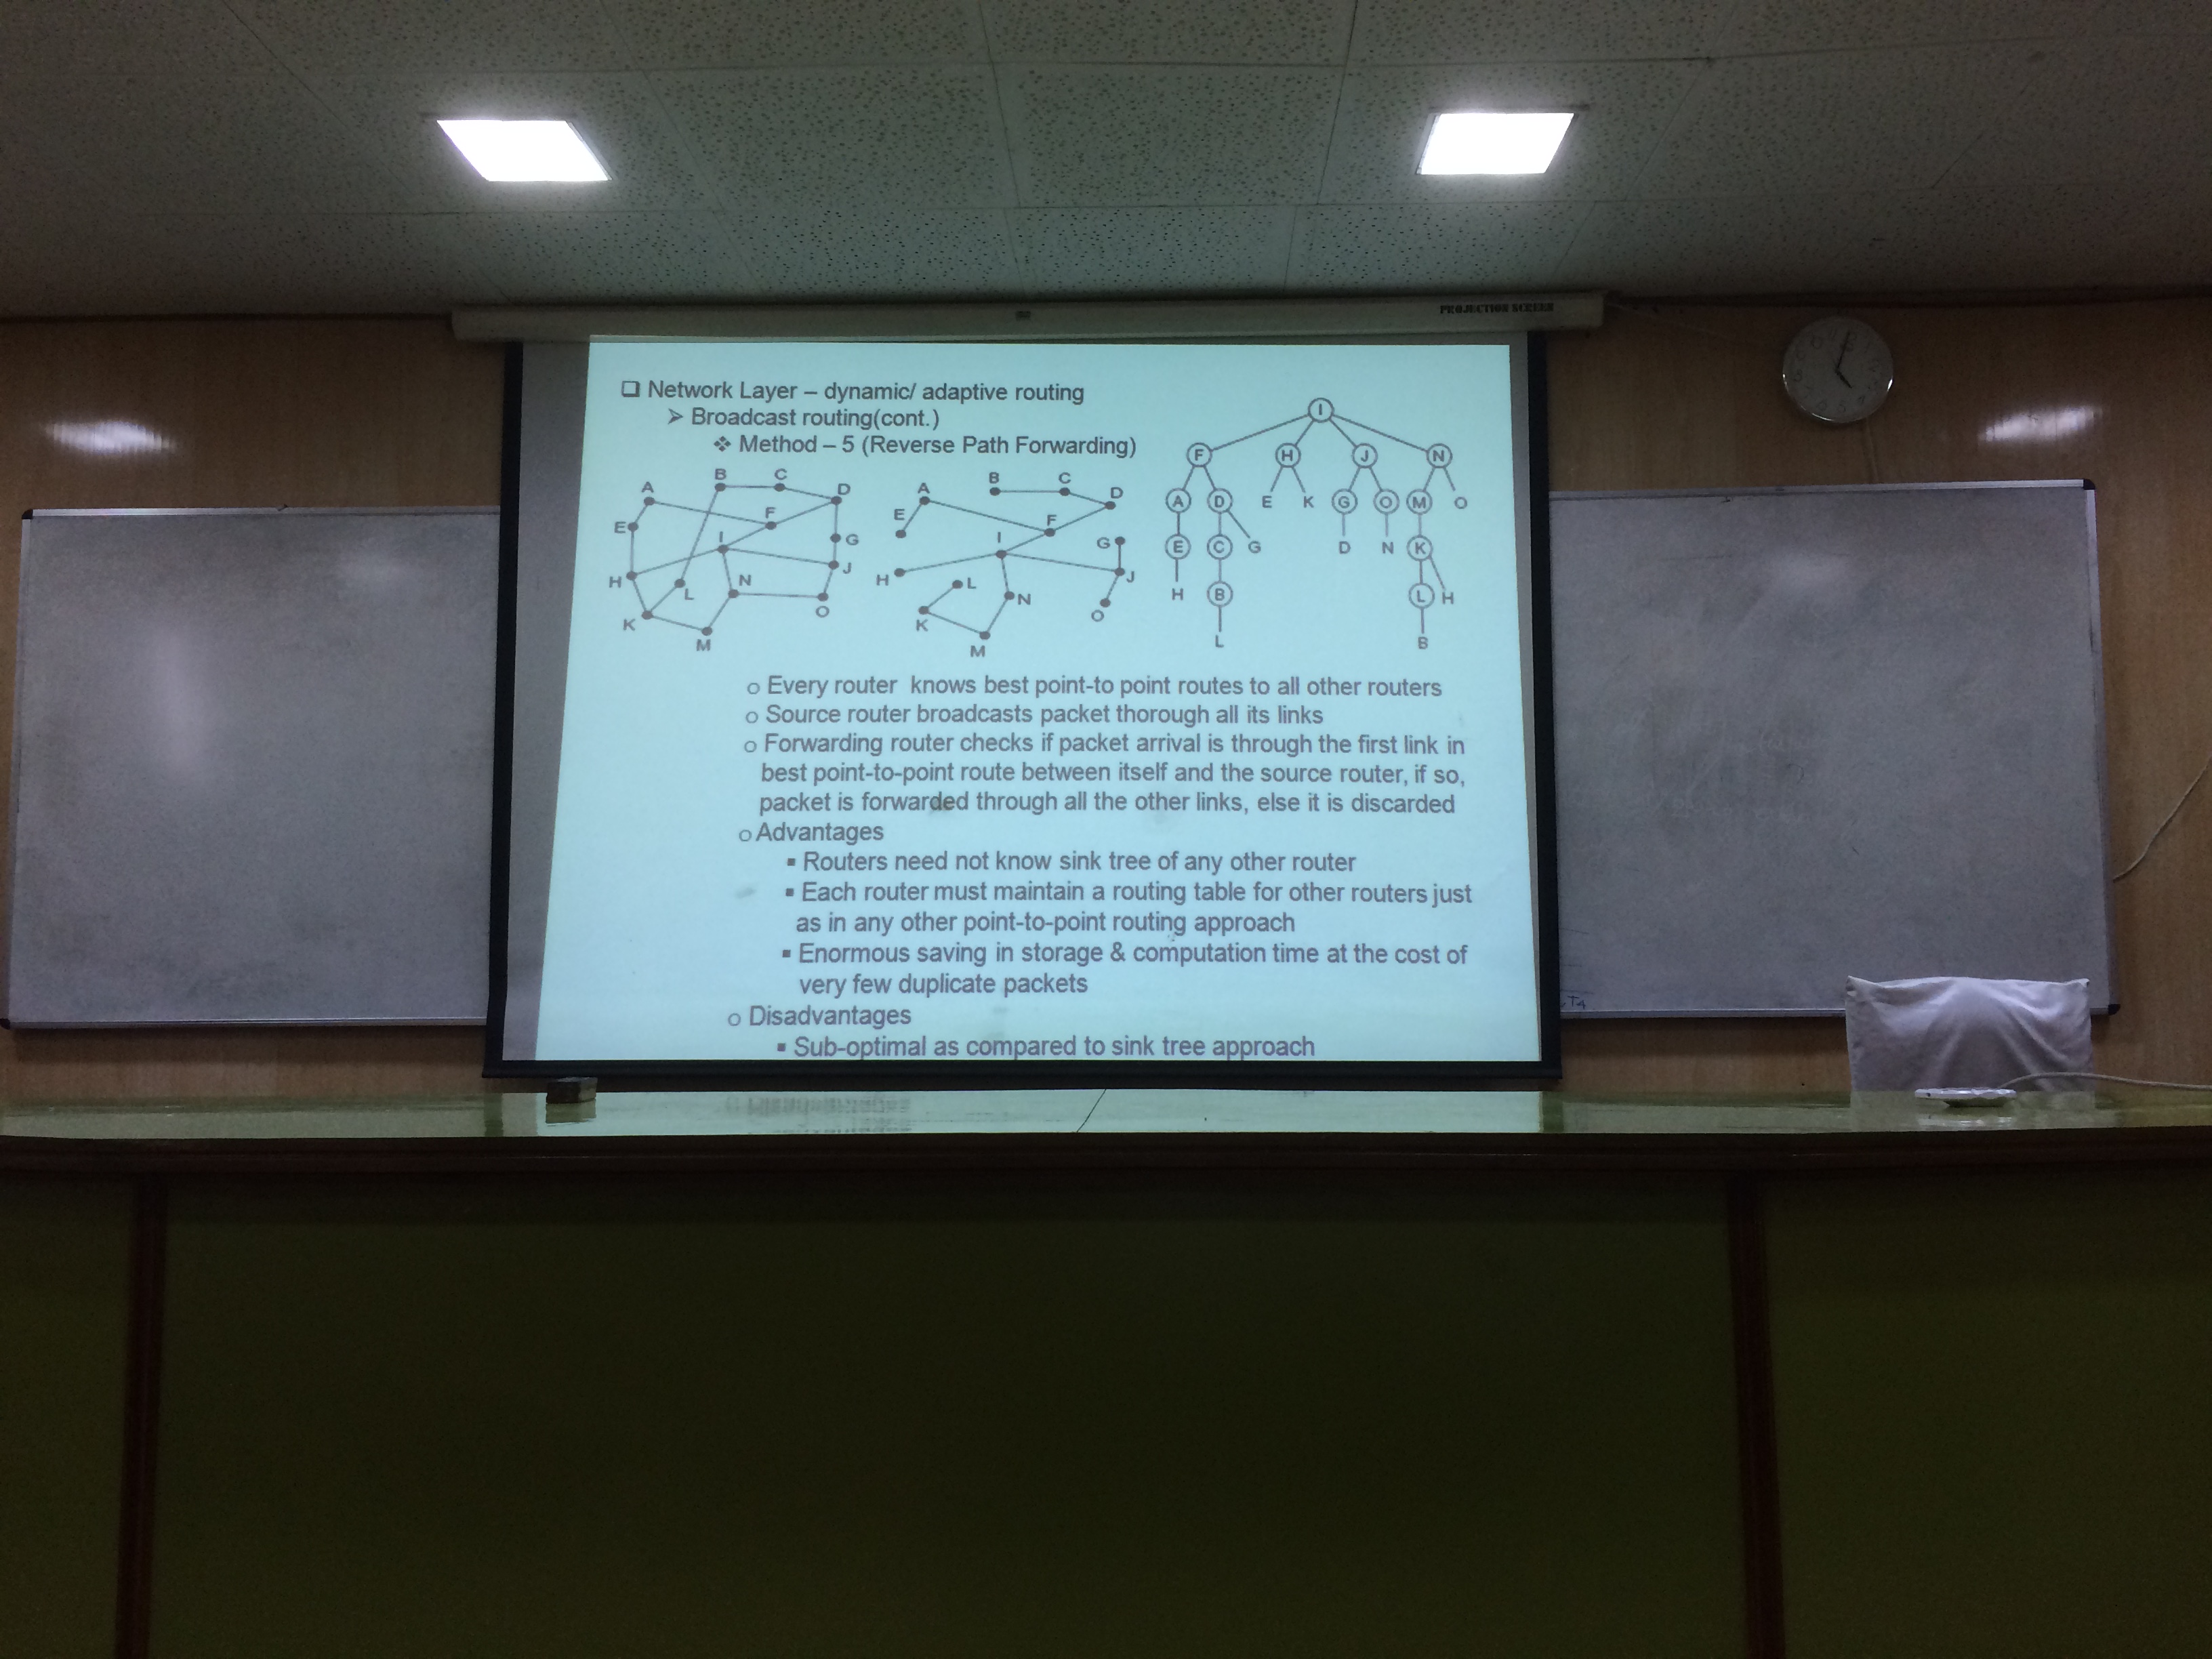 PROJECTION SCREEN
❑ Network Layer – dynamic/ adaptive routing
➢ Broadcast routing(cont.)
❖ Method – 5 (Reverse Path Forwarding)
A B C D E F G H I J K L M N O
A B C D E F G H I J K L M N O
I
F H J N
A D E K G O M O
E C G D N K
H B L H
L B
o Every router knows best point-to point routes to all other routers
o Source router broadcasts packet thorough all its links
o Forwarding router checks if packet arrival is through the first link in
best point-to-point route between itself and the source router, if so,
packet is forwarded through all the other links, else it is discarded
o Advantages
▪ Routers need not know sink tree of any other router
▪ Each router must maintain a routing table for other routers just
as in any other point-to-point routing approach
▪ Enormous saving in storage & computation time at the cost of
very few duplicate packets
o Disadvantages
▪ Sub-optimal as compared to sink tree approach